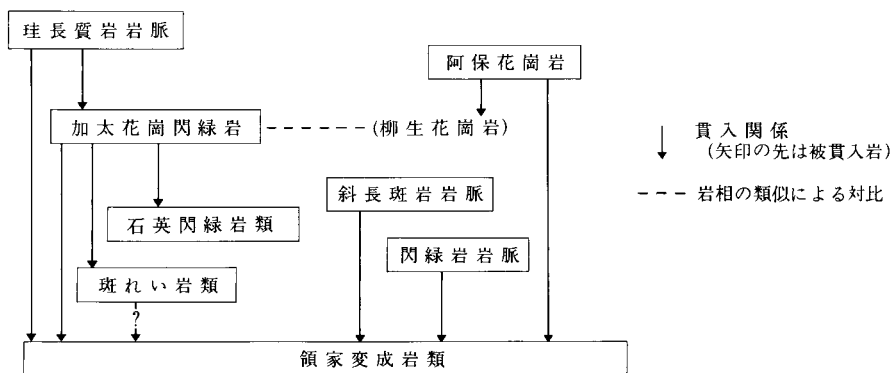 珪長質岩岩脈
阿保花崗岩
加太花崗閃緑岩
(柳生花崗岩)
貫入関係
(矢印の先は被貫入岩)
斜長斑岩岩脈
岩相の類似による対比
石英閃緑岩類
閃緑岩岩脈
斑れい岩類
?
領家変成岩類